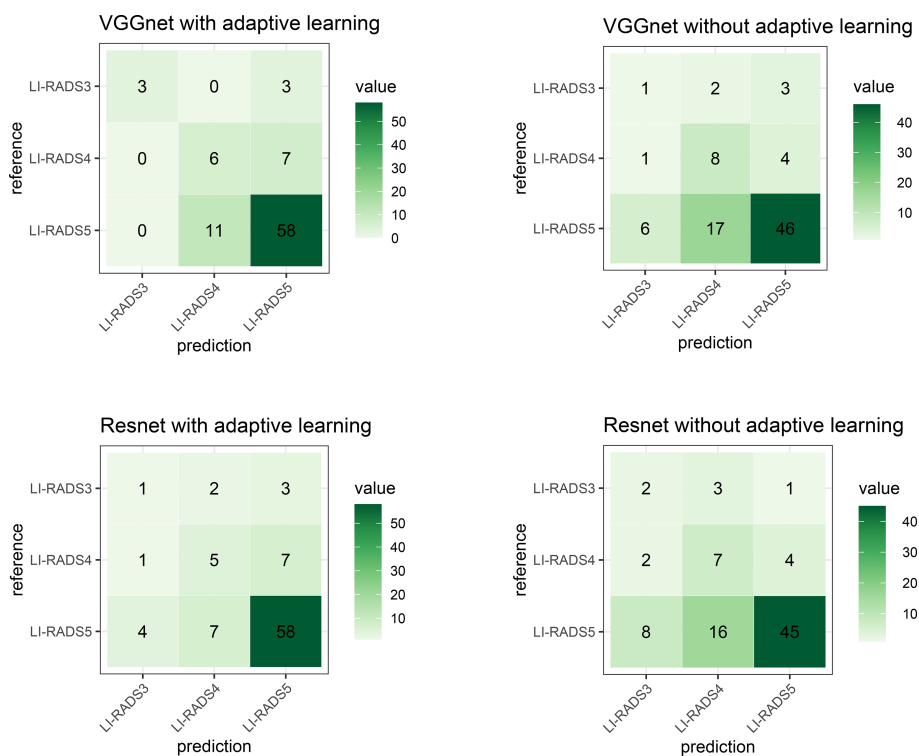 VGGnet with adaptive learning
reference
LI-RADS3 3 0 3
LI-RADS4 0 6 7
LI-RADS5 0 11 58
LI-RADS3 LI-RADS4 LI-RADS5
prediction
value
50
40
30
20
10
0
VGGnet without adaptive learning
reference
LI-RADS3 1 2 3
LI-RADS4 1 8 4
LI-RADS5 6 17 46
LI-RADS3 LI-RADS4 LI-RADS5
prediction
value
40
30
20
10
Resnet with adaptive learning
reference
LI-RADS3 1 2 3
LI-RADS4 1 5 7
LI-RADS5 4 7 58
LI-RADS3 LI-RADS4 LI-RADS5
prediction
value
50
40
30
20
10
Resnet without adaptive learning
reference
LI-RADS3 2 3 1
LI-RADS4 2 7 4
LI-RADS5 8 16 45
LI-RADS3 LI-RADS4 LI-RADS5
prediction
value
40
30
20
10